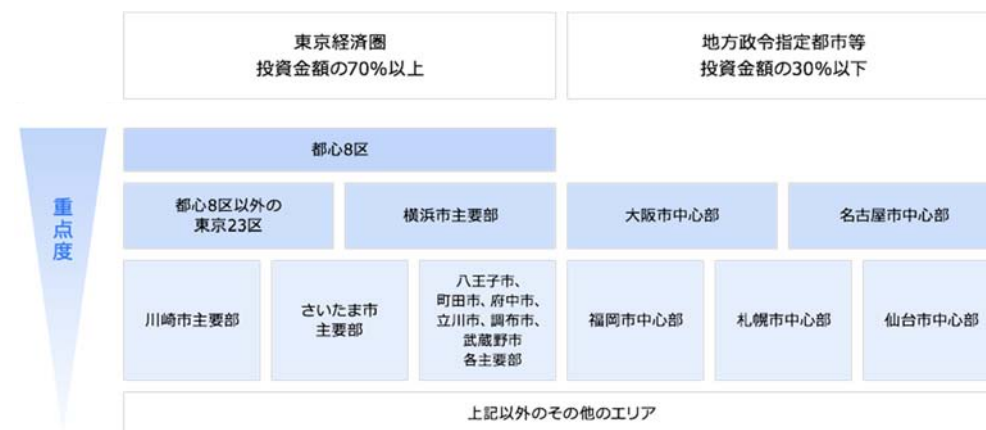 東京経済圏
投資金額の70%以上
地方政令指定都市等
投資金額の30%以下
重点度
都心8区
都心8区以外の
東京23区
横浜市主要部
大阪市中心部
名古屋市中心部
川崎市主要部
さいたま市
主要部
八王子市、
町田市、府中市、
立川市、調布市、
武蔵野市
各主要部
福岡市中心部
札幌市中心部
仙台市中心部
上記以外のその他のエリア